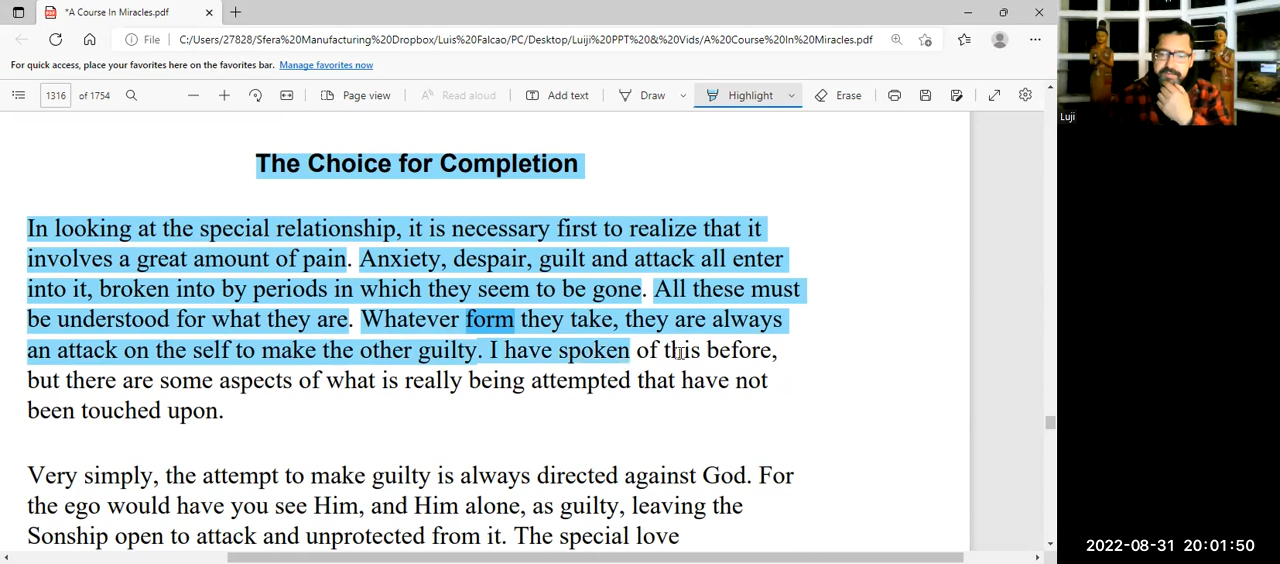 *A Course In Miracles.pdf
File
C:/Users/27828/Sfera%20Manufacturing%20Dropbox/Luis%20Falcao/PC/Desktop/Luiji%20PPT%20&%20Vids/A%20Course%20In%20Miracles.pdf
For quick access, place your favorites here on the favorites bar. Manage favorites now
1316 of 1754 Page view Read aloud Add text Draw Highlight Erase
Luji
The Choice for Completion
In looking at the special relationship, it is necessary first to realize that it
involves a great amount of pain. Anxiety, despair, guilt and attack all enter
into it, broken into by periods in which they seem to be gone. All these must
be understood for what they are. Whatever form they take, they are always
an attack on the self to make the other guilty. I have spoken of this before,
but there are some aspects of what is really being attempted that have not
been touched upon.
Very simply, the attempt to make guilty is always directed against God. For
the ego would have you see Him, and Him alone, as guilty, leaving the
Sonship open to attack and unprotected from it. The special love
2022-08-31 20:01:50